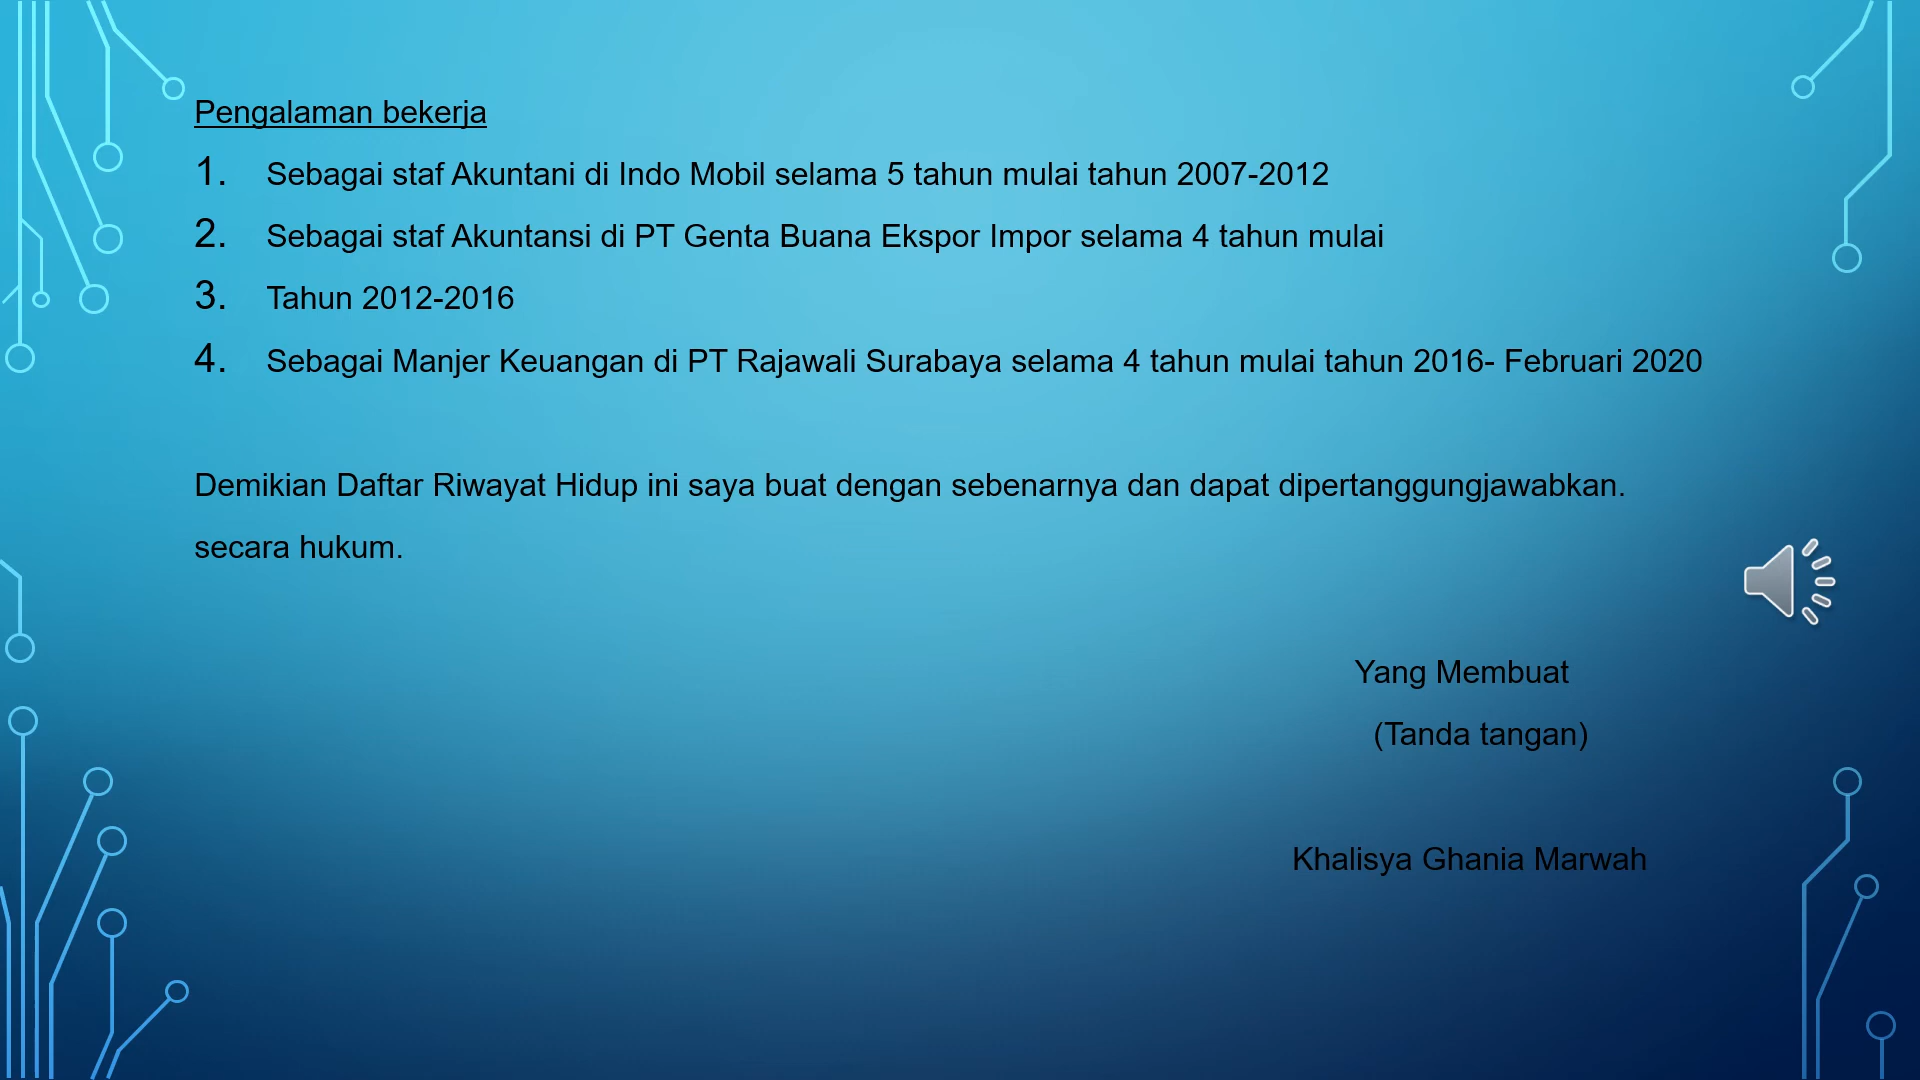 Pengalaman bekerja
1. Sebagai staf Akuntani di Indo Mobil selama 5 tahun mulai tahun 2007-2012
2. Sebagai staf Akuntansi di PT Genta Buana Ekspor Impor selama 4 tahun mulai
3. Tahun 2012-2016
4. Sebagai Manjer Keuangan di PT Rajawali Surabaya selama 4 tahun mulai tahun 2016- Februari 2020
Demikian Daftar Riwayat Hidup ini saya buat dengan sebenarnya dan dapat dipertanggungjawabkan.
secara hukum.
Yang Membuat
(Tanda tangan)
Khalisya Ghania Marwah